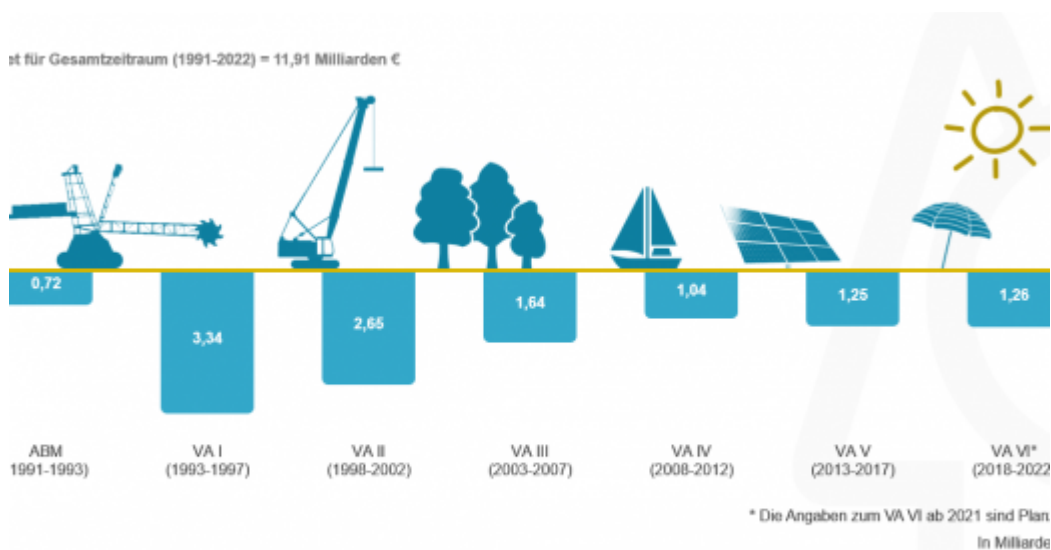 für Gesamtzeitraum (1991-2022) = 11,91 Milliarden €
0,72
3,34
2,65
1,64
1,04
1,25
1,26
ABM
VA I
VA II
VA III
VA IV
VA V
VA VI*
1991-1993)
(1993-1997)
(1998-2002)
(2003-2007)
(2008-2012)
(2013-2017)
(2018-2022
* Die Angaben zum VA VI ab 2021 sind
In